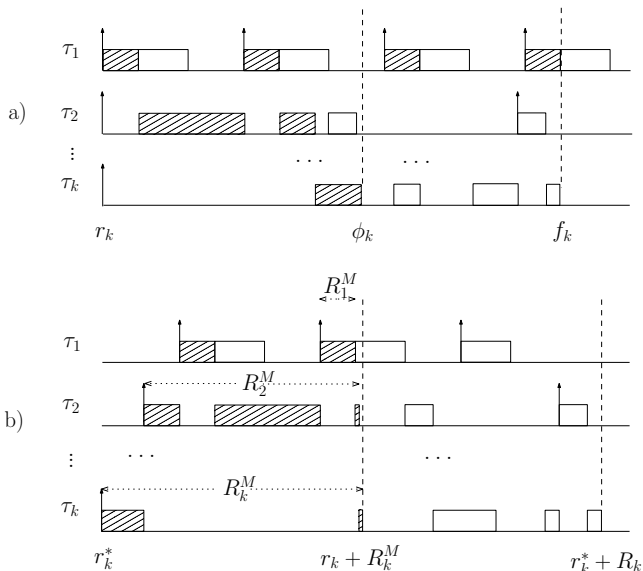 τ₁
a)
τ₂
⋮
· · · · · ·
τₖ
rₖ ϕₖ fₖ
R₁ᴹ
τ₁
R₂ᴹ
τ₂
b)
⋮
· · · · · ·
Rₖᴹ
τₖ
rₖ* rₖ + Rₖᴹ rₖ* + Rₖ